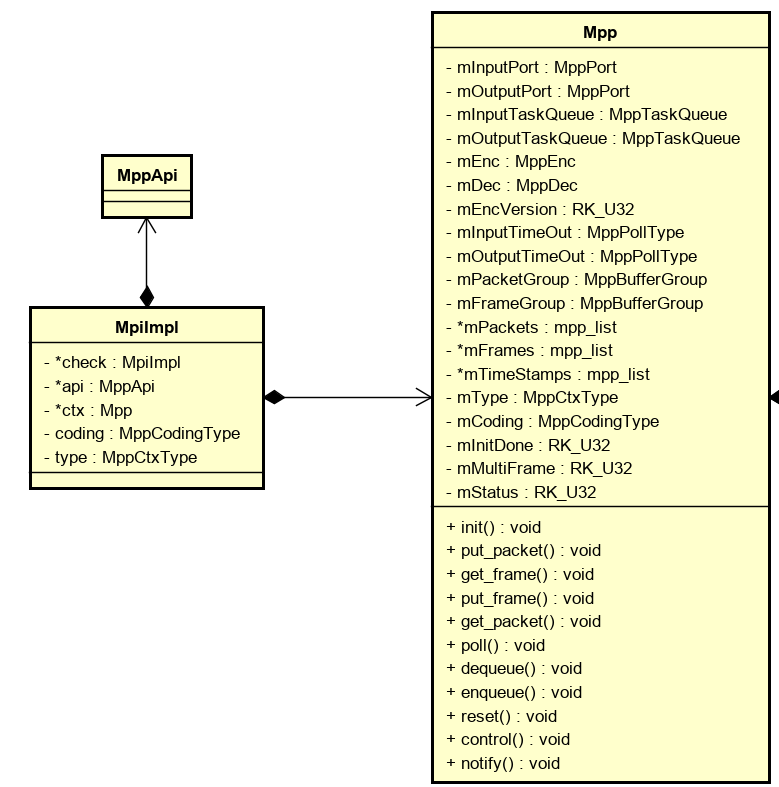 MppApi
MpiImpl
- *check : MpiImpl
- *api : MppApi
- *ctx : Mpp
- coding : MppCodingType
- type : MppCtxType
Mpp
- mInputPort : MppPort
- mOutputPort : MppPort
- mInputTaskQueue : MppTaskQueue
- mOutputTaskQueue : MppTaskQueue
- mEnc : MppEnc
- mDec : MppDec
- mEncVersion : RK_U32
- mInputTimeOut : MppPollType
- mOutputTimeOut : MppPollType
- mPacketGroup : MppBufferGroup
- mFrameGroup : MppBufferGroup
- *mPackets : mpp_list
- *mFrames : mpp_list
- *mTimeStamps : mpp_list
- mType : MppCtxType
- mCoding : MppCodingType
- mInitDone : RK_U32
- mMultiFrame : RK_U32
- mStatus : RK_U32
+ init() : void
+ put_packet() : void
+ get_frame() : void
+ put_frame() : void
+ get_packet() : void
+ poll() : void
+ dequeue() : void
+ enqueue() : void
+ reset() : void
+ control() : void
+ notify() : void